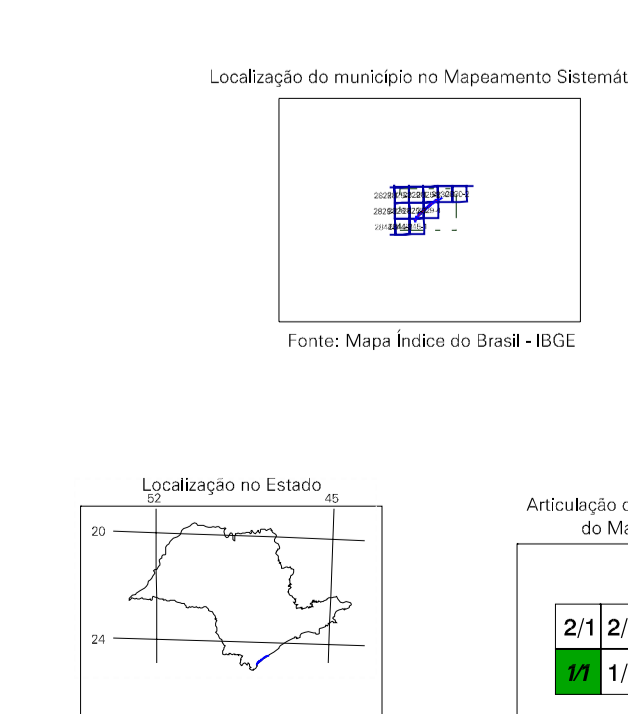 Localização do município no Mapeamento Sistemát
Fonte: Mapa Índice do Brasil - IBGE
Localização no Estado
52 45
20
24
Articulação
do Ma
2/1 2/
1/1 1/